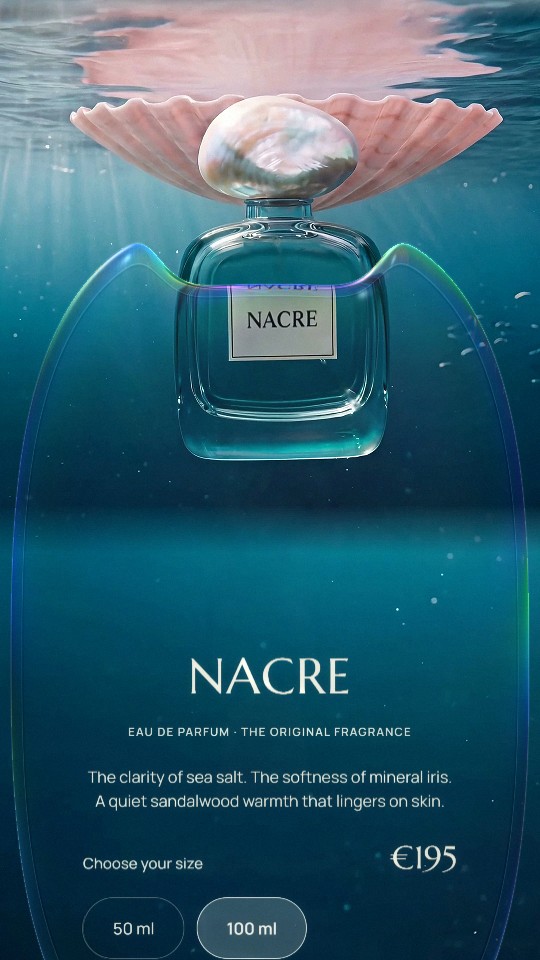 NACRE
NACRE
EAU DE PARFUM · THE ORIGINAL FRAGRANCE
The clarity of sea salt. The softness of mineral iris.
A quiet sandalwood warmth that lingers on skin.
Choose your size
€195
50 ml
100 ml